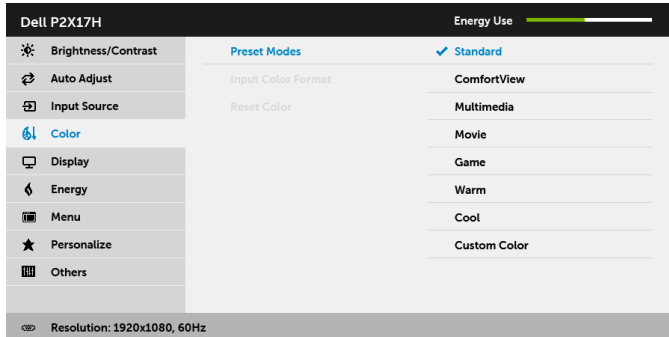 Dell P2X17H Energy Use
Brightness/Contrast Preset Modes Standard
Auto Adjust Input Color Format ComfortView
Input Source Reset Color Multimedia
Color Movie
Display Game
Energy Warm
Menu Cool
Personalize Custom Color
Others
Resolution: 1920x1080, 60Hz